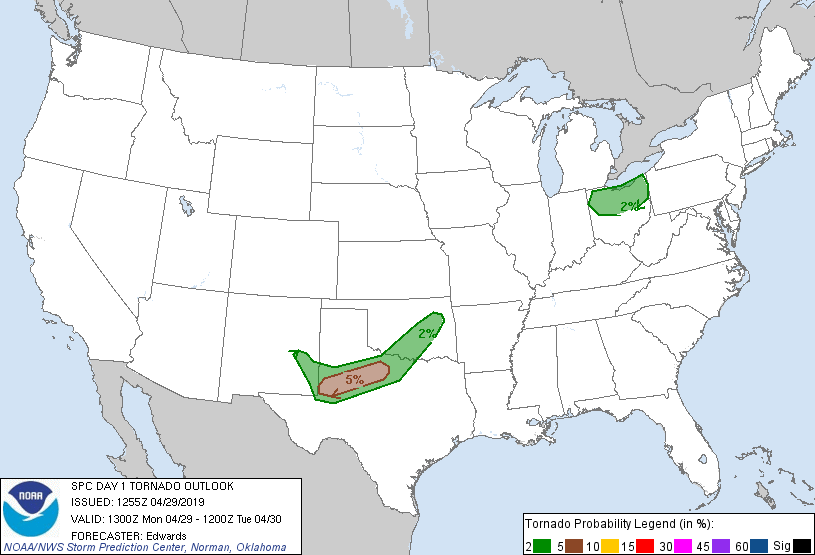 2%
2%
5%
NOAA
SPC DAY 1 TORNADO OUTLOOK
ISSUED: 1255Z 04/29/2019
VALID: 1300Z Mon 04/29 - 1200Z Tue 04/30
FORECASTER: Edwards
NOAA/NWS Storm Prediction Center, Norman, Oklahoma
Tornado Probability Legend (in %):
2 5 10 15 30 45 60 Sig